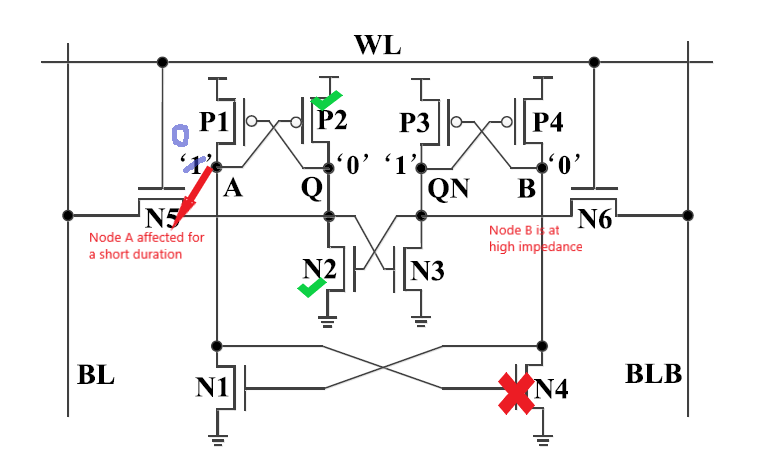 WL
P1
P2
P3
P4
0
‘1’
‘0’
‘1’
‘0’
A
Q
QN
B
N5
N6
Node A affected for
a short duration
Node B is at
high impedance
N2
N3
BL
N1
N4
BLB